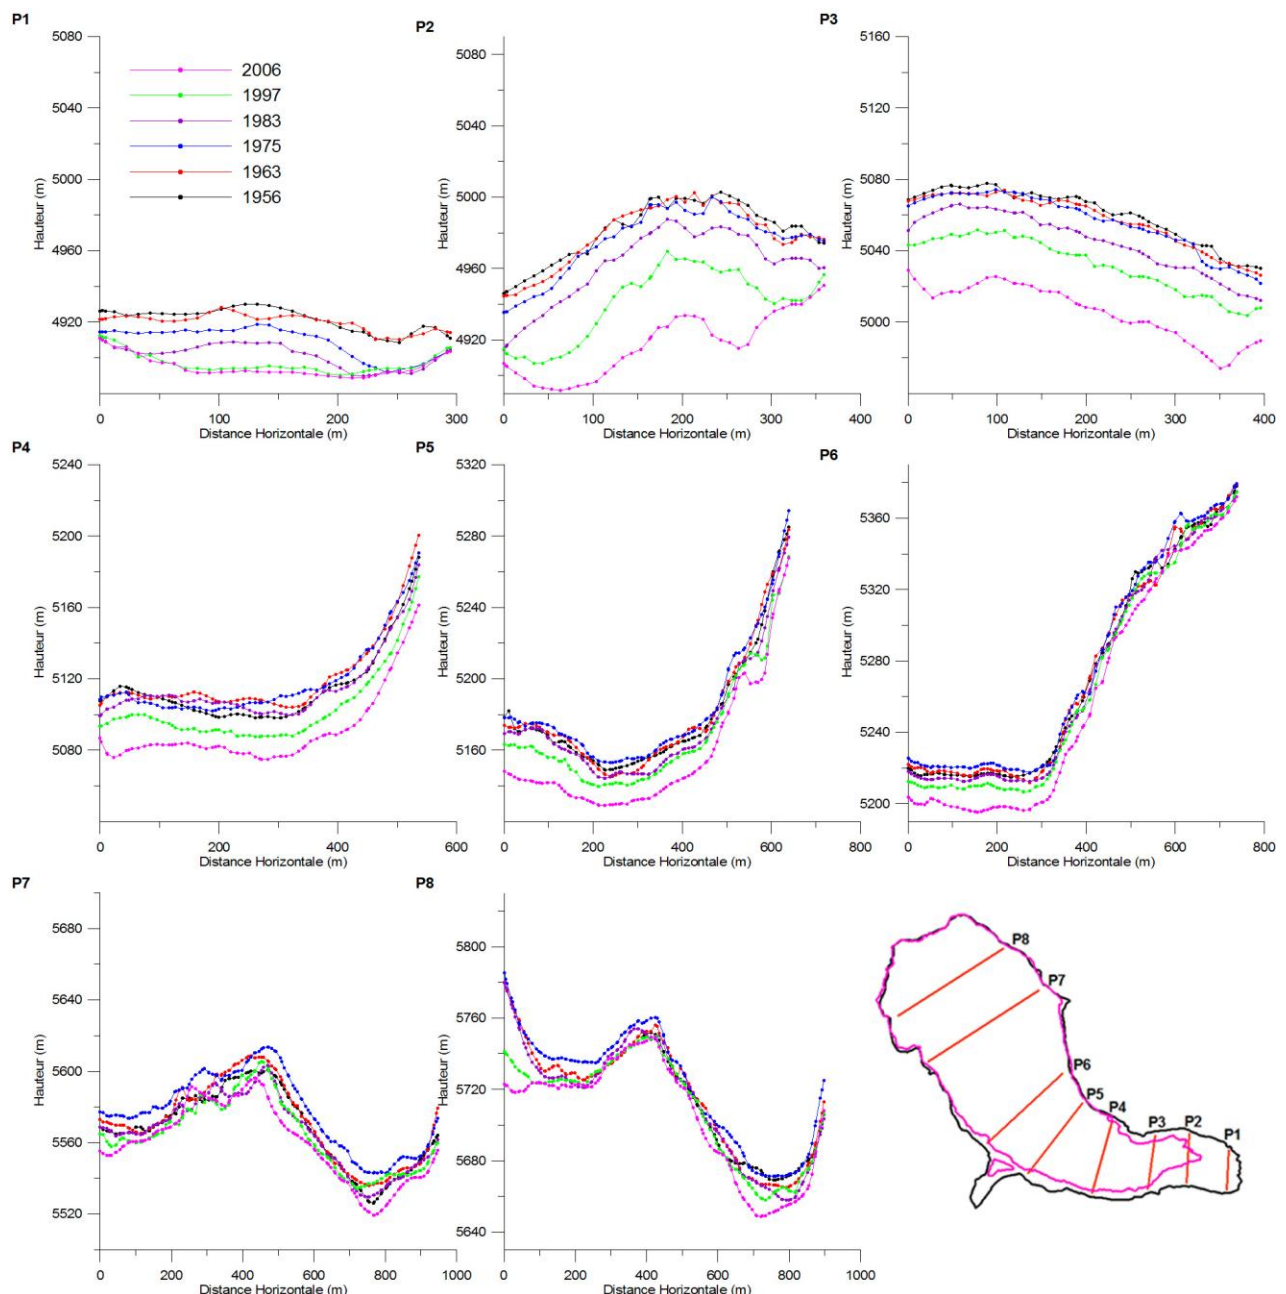 P1
5080
5040
5000
4960
4920
Hauteur (m)
2006
1997
1983
1975
1963
1956
0
100
200
300
Distance Horizontale (m)
P2
5080
5040
5000
4960
4920
Hauteur (m)
0
100
200
300
400
Distance Horizontale (m)
P3
5160
5120
5080
5040
5000
Hauteur (m)
0
100
200
300
400
Distance Horizontale (m)
P4
5240
5200
5160
5120
5080
Hauteur (m)
0
200
400
600
Distance Horizontale (m)
P5
5320
5280
5240
5200
5160
Hauteur (m)
0
200
400
600
800
Distance Horizontale (m)
P6
5360
5320
5280
5240
5200
Hauteur (m)
0
200
400
600
800
Distance Horizontale (m)
P7
5680
5640
5600
5560
5520
Hauteur (m)
0
200
400
600
800
1000
Distance Horizontale (m)
P8
5800
5760
5720
5680
5640
Hauteur (m)
0
200
400
600
800
1000
Distance Horizontale (m)
P8
P7
P6
P5
P4
P3
P2
P1